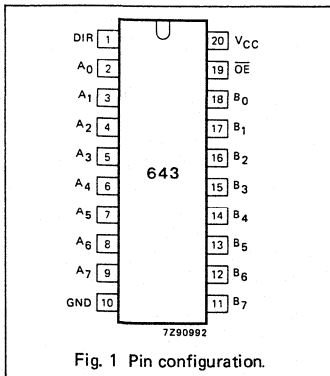 DIR 1 20 VCC
A0 2 19 OE
A1 3 18 B0
A2 4 17 B1
A3 5 16 B2
A4 6 643 15 B3
A5 7 14 B4
A6 8 13 B5
A7 9 12 B6
GND 10 11 B7
7Z90992
Fig. 1 Pin configuration.